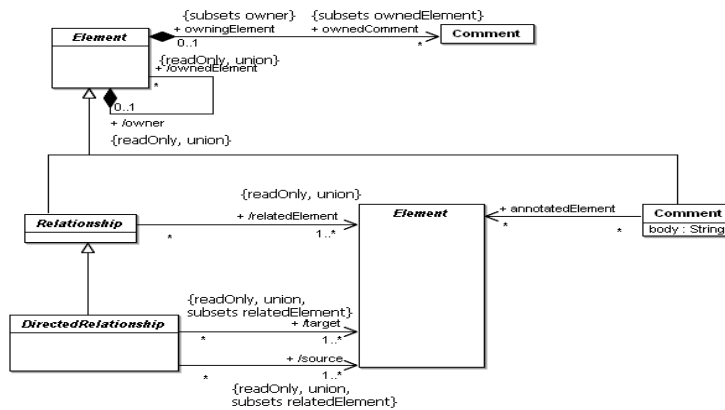 {subsets owner} {subsets ownedElement}
Element + owningElement + ownedComment Comment
0..1 *
{readOnly, union}
+ /ownedElement
*
0..1
+ /owner
{readOnly, union}
{readOnly, union}
Relationship + /relatedElement Element + annotatedElement Comment
* 1..* * * body : String
{readOnly, union,
subsets relatedElement}
DirectedRelationship + /target
* 1..*
+ /source
* 1..*
{readOnly, union,
subsets relatedElement}